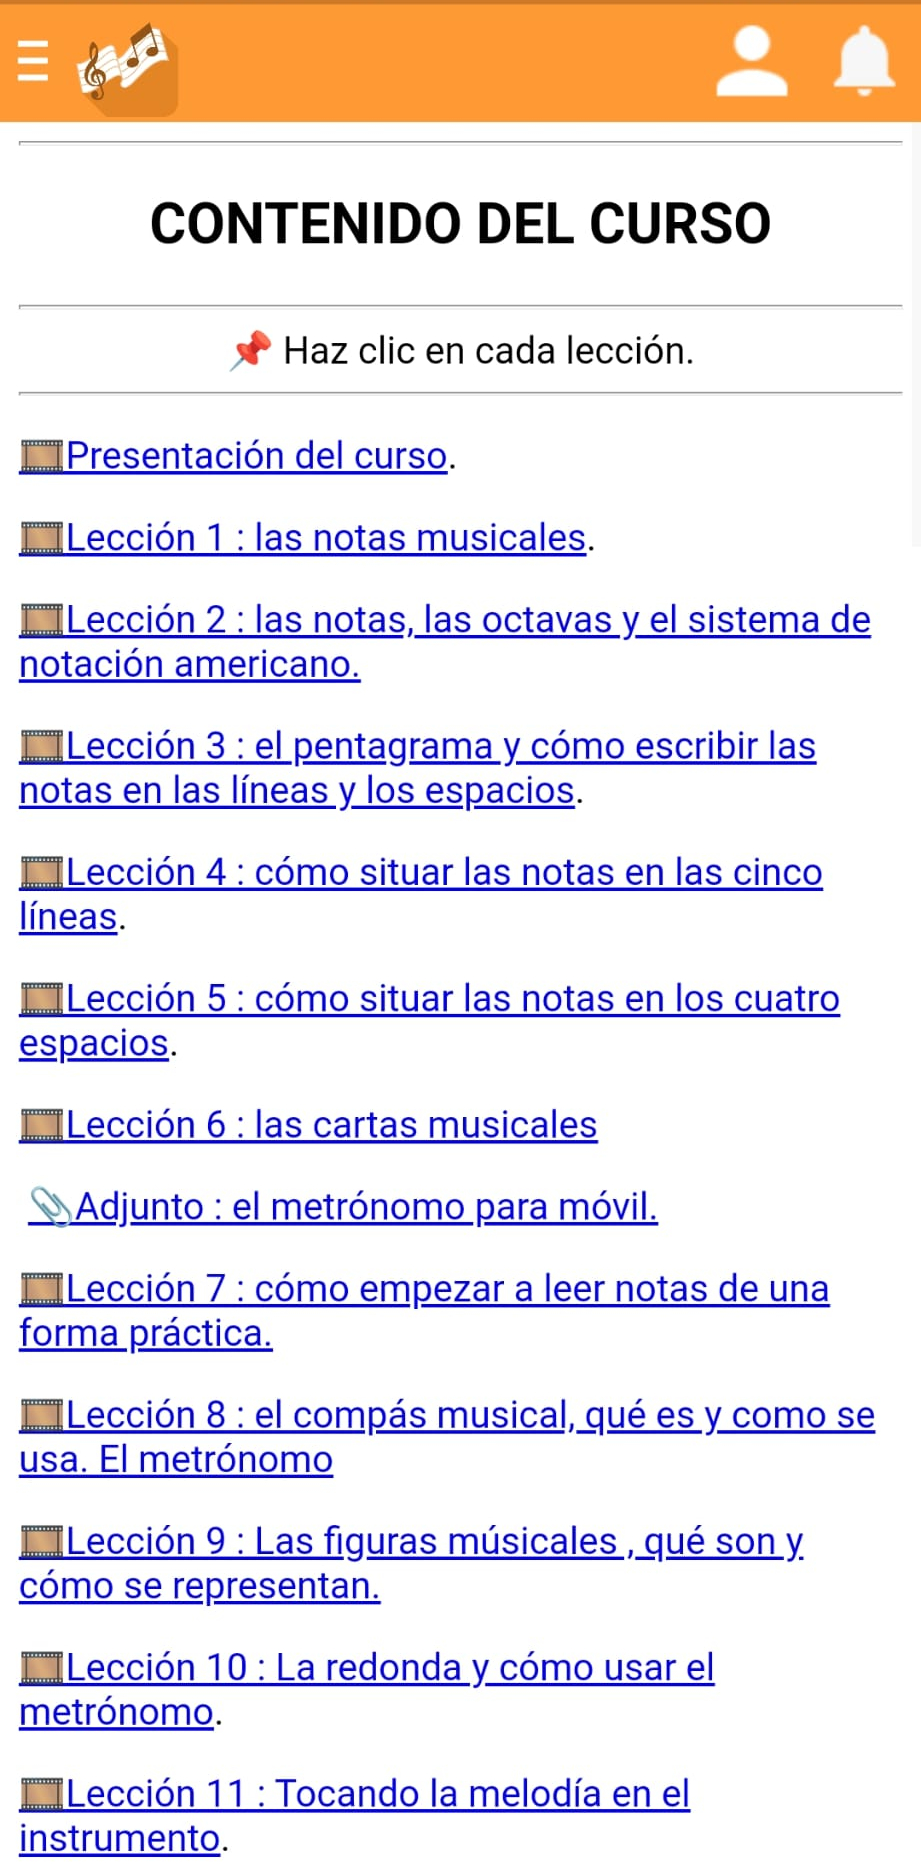 CONTENIDO DEL CURSO
📌 Haz clic en cada lección.
🎞️Presentación del curso.
🎞️Lección 1 : las notas musicales.
🎞️Lección 2 : las notas, las octavas y el sistema de
notación americano.
🎞️Lección 3 : el pentagrama y cómo escribir las
notas en las líneas y los espacios.
🎞️Lección 4 : cómo situar las notas en las cinco
líneas.
🎞️Lección 5 : cómo situar las notas en los cuatro
espacios.
🎞️Lección 6 : las cartas musicales
📎Adjunto : el metrónomo para móvil.
🎞️Lección 7 : cómo empezar a leer notas de una
forma práctica.
🎞️Lección 8 : el compás musical, qué es y como se
usa. El metrónomo
🎞️Lección 9 : Las figuras músicales , qué son y
cómo se representan.
🎞️Lección 10 : La redonda y cómo usar el
metrónomo.
🎞️Lección 11 : Tocando la melodía en el
instrumento.